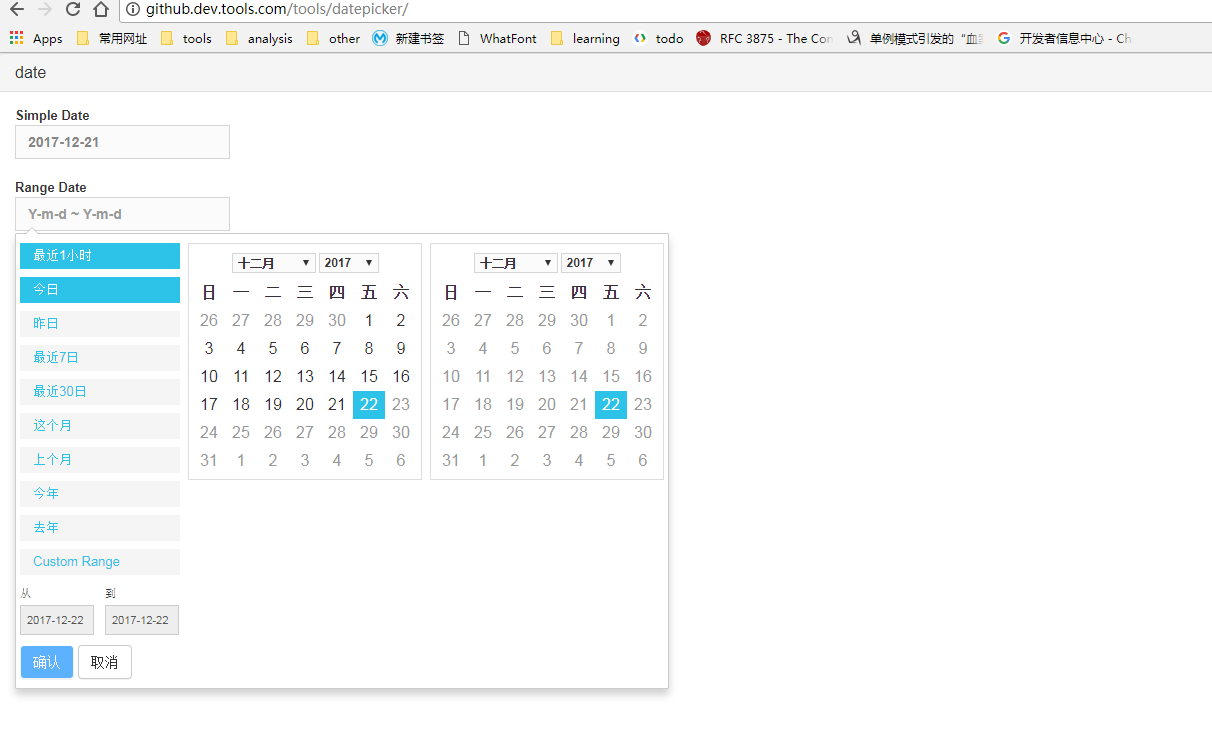 github.dev.tools.com/tools/datepicker/
Apps 常用网址 tools analysis other 新建书签 WhatFont learning todo RFC 3875 - The Con 单例模式引发的“血 开发者信息中心 - Ch
date
Simple Date
2017-12-21
Range Date
Y-m-d ~ Y-m-d
最近1小时
今日
昨日
最近7日
最近30日
这个月
上个月
今年
去年
Custom Range
从 到
2017-12-22 2017-12-22
确认 取消
十二月 2017
日 一 二 三 四 五 六
26 27 28 29 30 1 2
3 4 5 6 7 8 9
10 11 12 13 14 15 16
17 18 19 20 21 22 23
24 25 26 27 28 29 30
31 1 2 3 4 5 6
十二月 2017
日 一 二 三 四 五 六
26 27 28 29 30 1 2
3 4 5 6 7 8 9
10 11 12 13 14 15 16
17 18 19 20 21 22 23
24 25 26 27 28 29 30
31 1 2 3 4 5 6